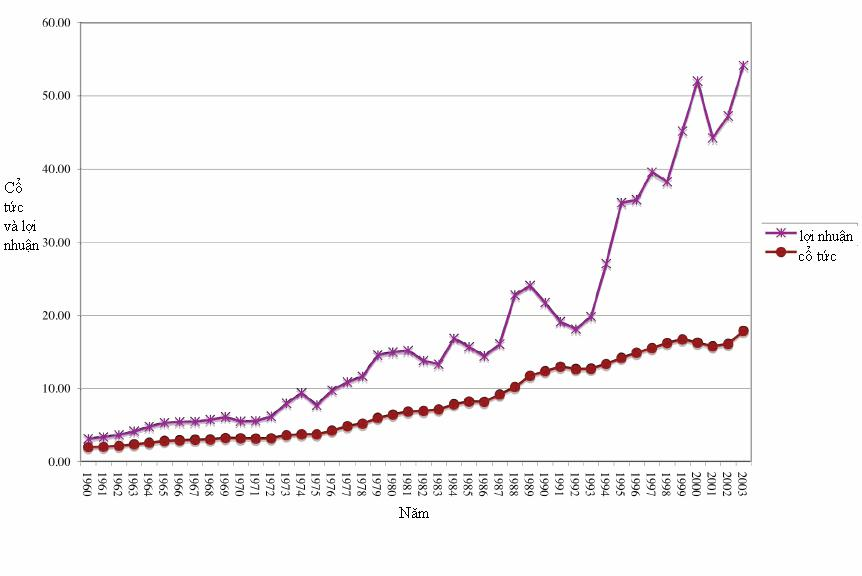 60.00
50.00
40.00
30.00
20.00
10.00
0.00
Cổ
tức
và lợi
nhuận
lợi nhuận
cổ tức
1960 1961 1962 1963 1964 1965 1966 1967 1968 1969 1970 1971 1972 1973 1974 1975 1976 1977 1978 1979 1980 1981 1982 1983 1984 1985 1986 1987 1988 1989 1990 1991 1992 1993 1994 1995 1996 1997 1998 1999 2000 2001 2002 2003
Năm